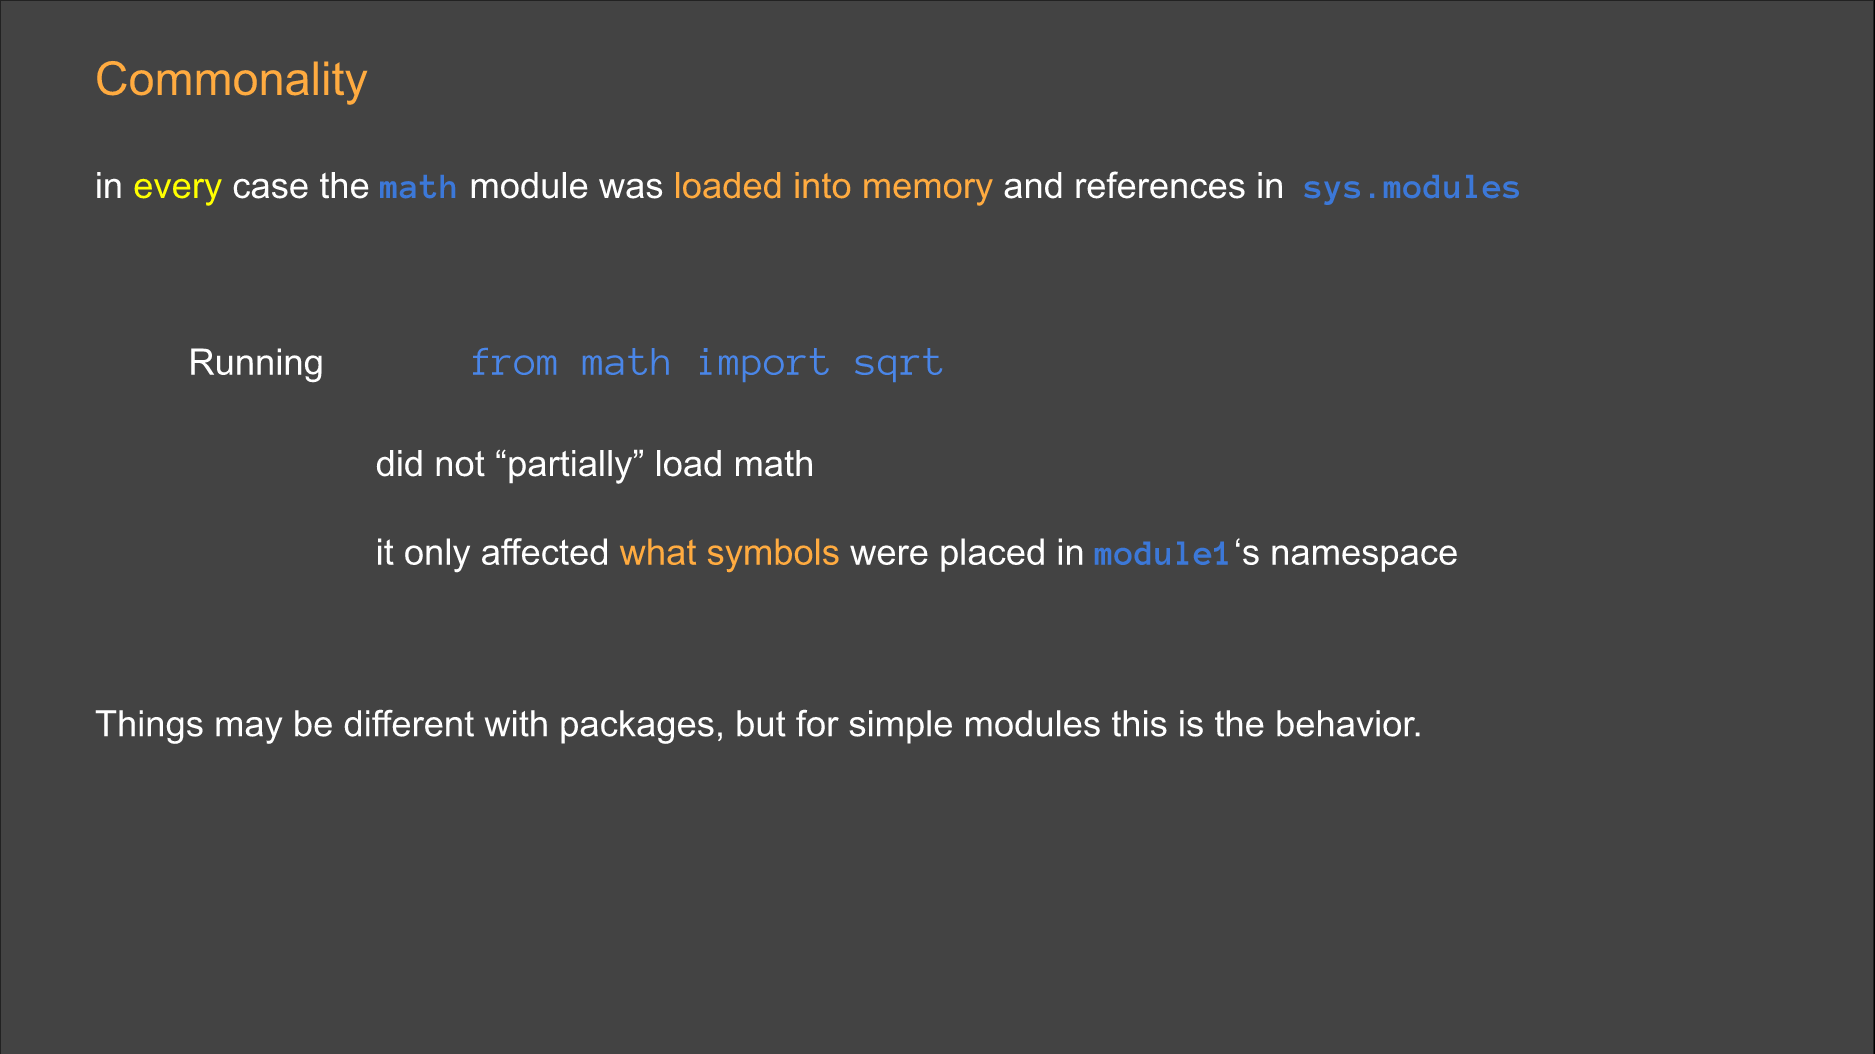 Commonality
in every case the math module was loaded into memory and references in sys.modules
Running from math import sqrt
did not “partially” load math
it only affected what symbols were placed in module1‘s namespace
Things may be different with packages, but for simple modules this is the behavior.